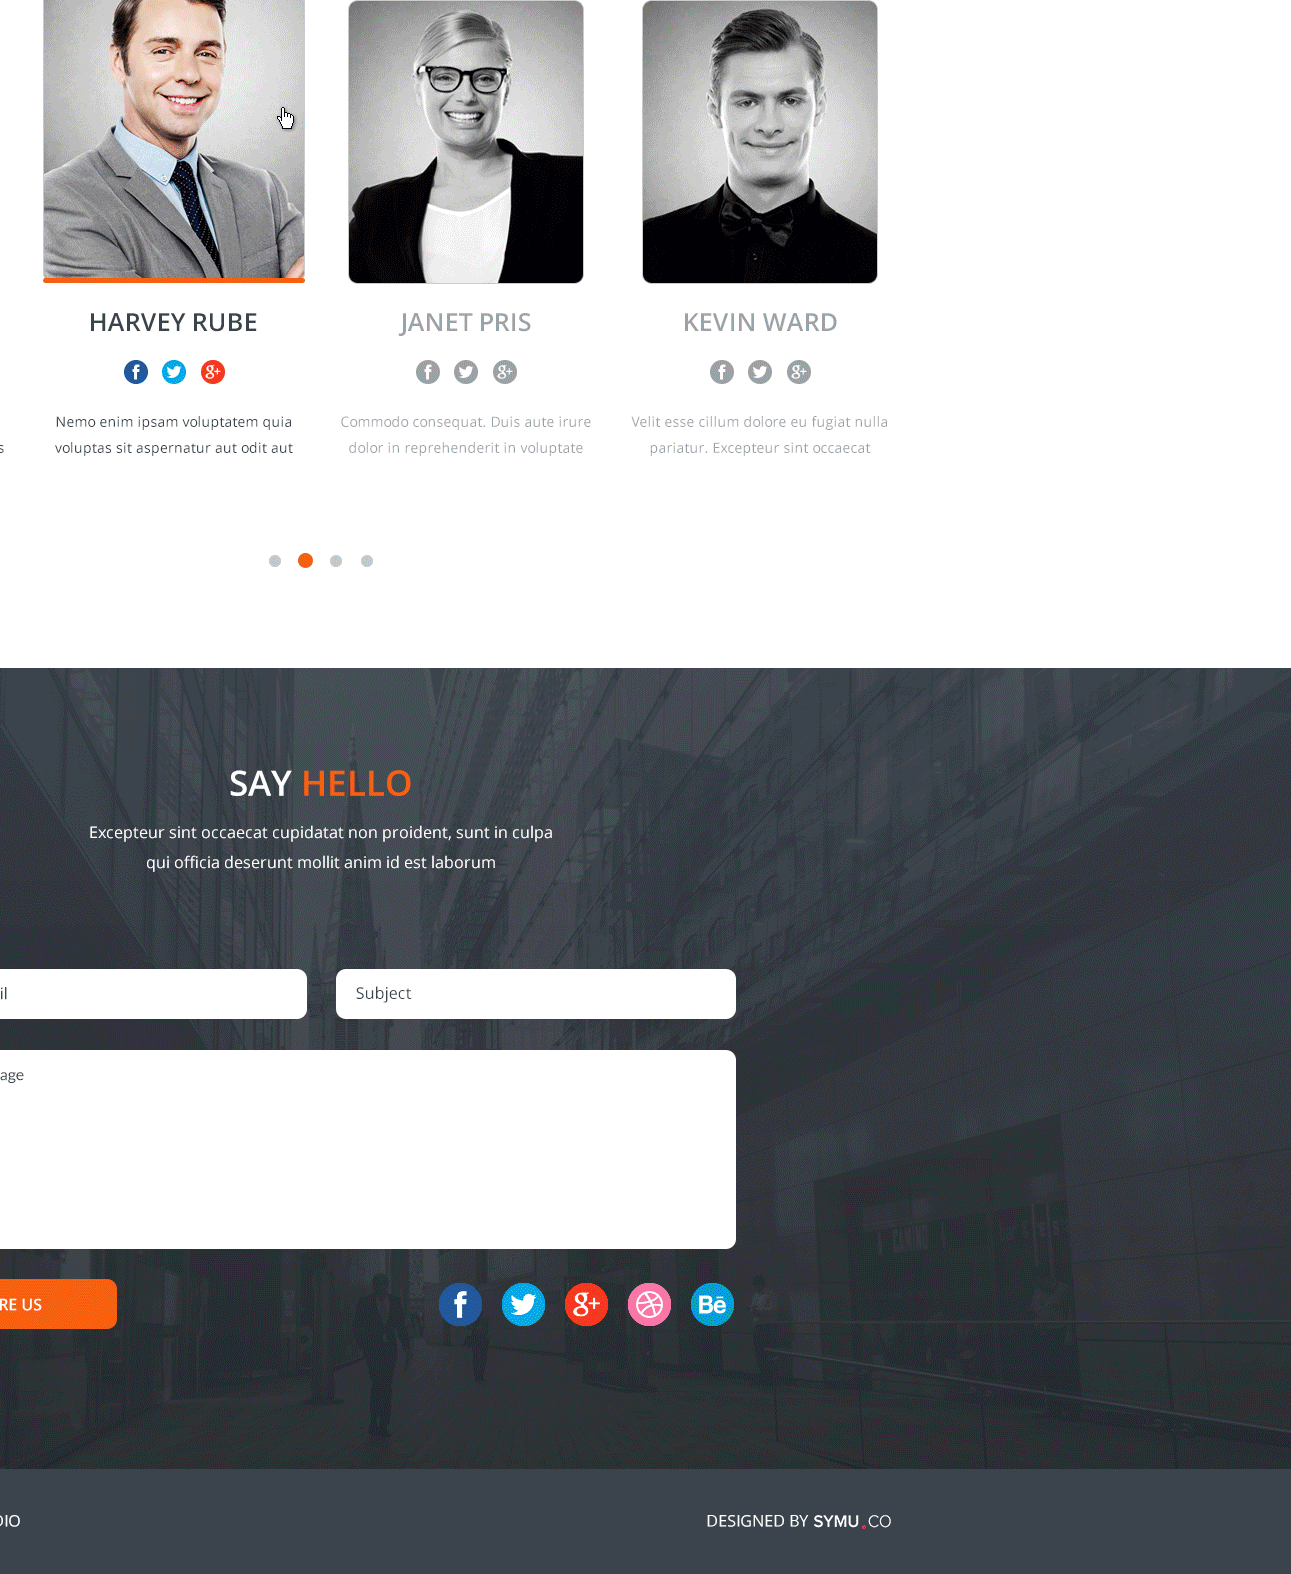 HARVEY RUBE
JANET PRIS
KEVIN WARD
Nemo enim ipsam voluptatem quia
voluptas sit aspernatur aut odit aut
Commodo consequat. Duis aute irure
dolor in reprehenderit in voluptate
Velit esse cillum dolore eu fugiat nulla
pariatur. Excepteur sint occaecat
s
SAY HELLO
Excepteur sint occaecat cupidatat non proident, sunt in culpa
qui officia deserunt mollit anim id est laborum
il
Subject
age
RE US
Bē
DIO
DESIGNED BY SYMU.CO